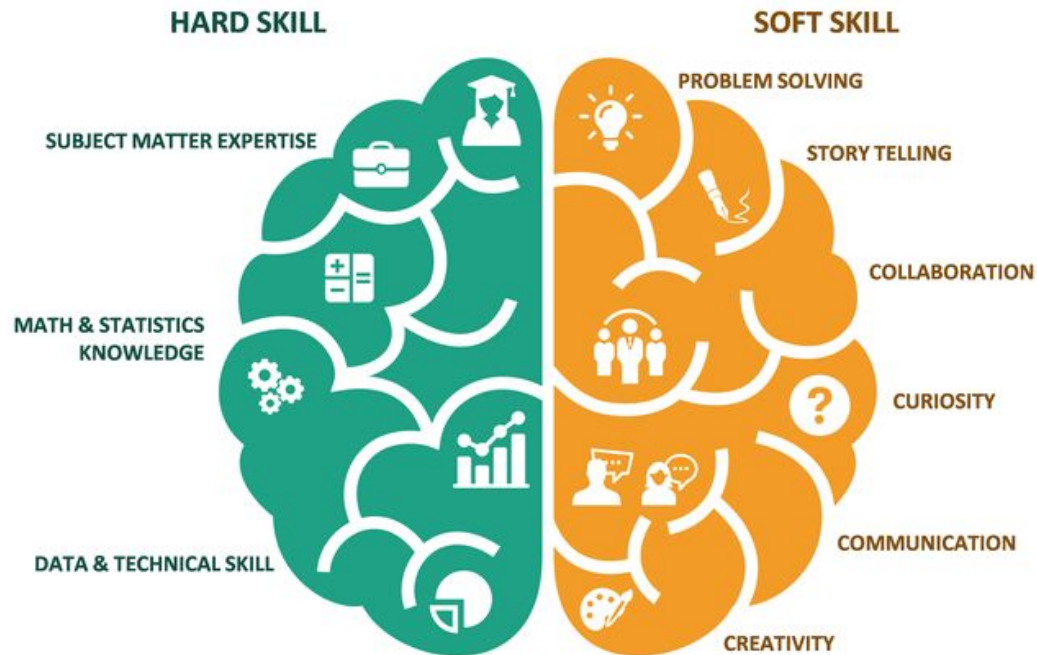 HARD SKILL
SUBJECT MATTER EXPERTISE
MATH & STATISTICS
KNOWLEDGE
DATA & TECHNICAL SKILL
SOFT SKILL
PROBLEM SOLVING
STORY TELLING
COLLABORATION
CURIOSITY
COMMUNICATION
CREATIVITY